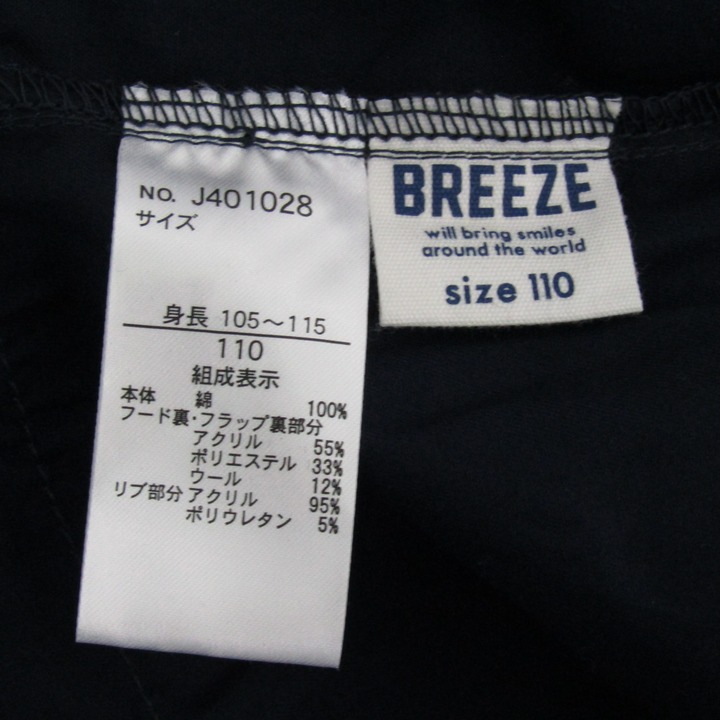 No. J401028
サイズ
身長 105～115
110
組成表示
本体 綿 100%
フード裏・フラップ裏部分
アクリル 55%
ポリエステル 33%
ウール 12%
リブ部分 アクリル 95%
ポリウレタン 5%
BREEZE
will bring smiles
around the world
size 110